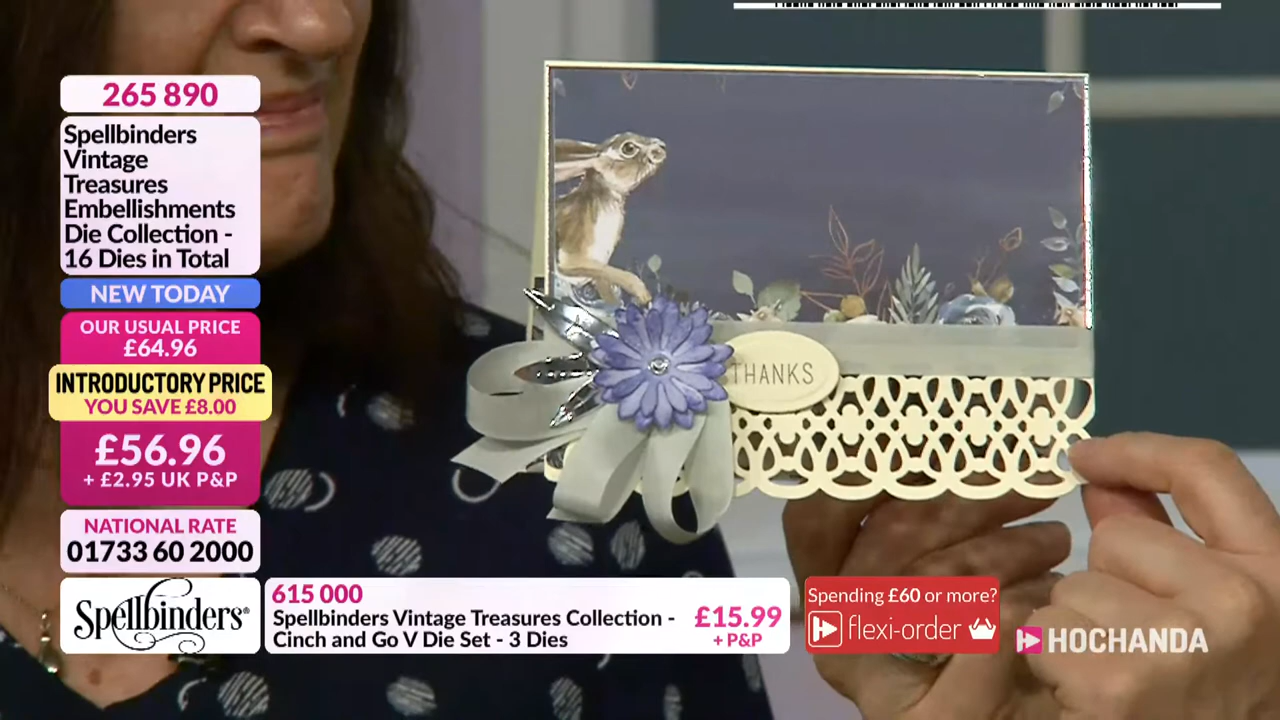 265 890
Spellbinders
Vintage
Treasures
Embellishments
Die Collection -
16 Dies in Total
NEW TODAY
OUR USUAL PRICE
£64.96
INTRODUCTORY PRICE
YOU SAVE £8.00
£56.96
+ £2.95 UK P&P
NATIONAL RATE
01733 60 2000
Spellbinders®
615 000
Spellbinders Vintage Treasures Collection -
Cinch and Go V Die Set - 3 Dies
£15.99
+ P&P
Spending £60 or more?
flexi-order
HOCHANDA
THANKS